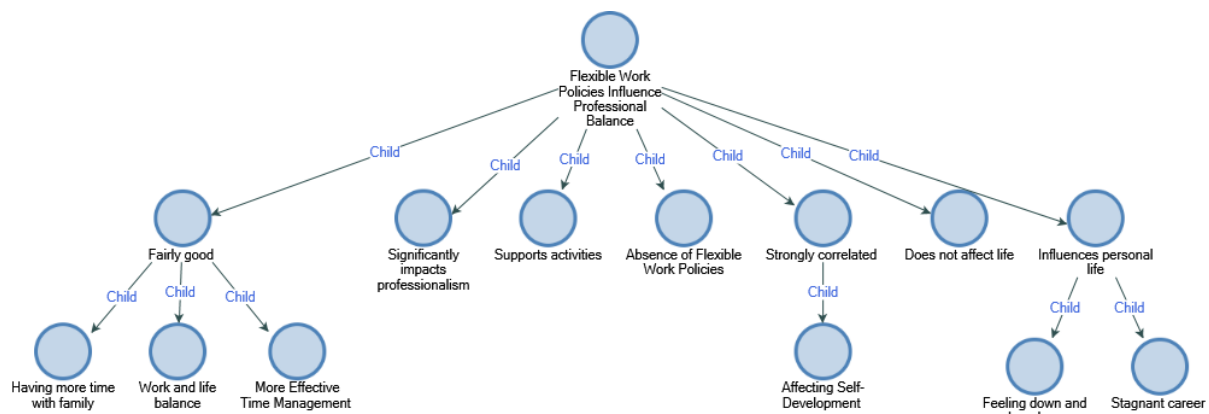 Flexible Work
Policies Influence
Professional
Balance
Child
Child
Child
Child
Child
Child
Child
Fairly good
Significantly
impacts
professionalism
Supports activities
Absence of Flexible
Work Policies
Strongly correlated
Does not affect life
Influences personal
life
Child
Child
Child
Child
Child
Child
Having more time
with family
Work and life
balance
More Effective
Time Management
Affecting Self-
Development
Feeling down and
Stagnant career